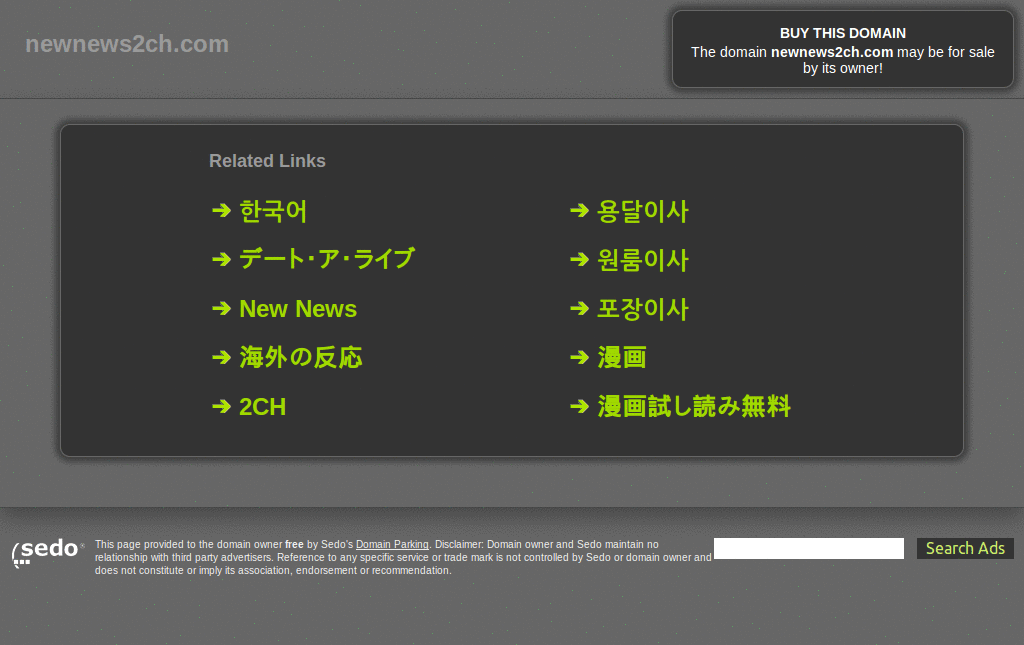 newnews2ch.com
BUY THIS DOMAIN
The domain newnews2ch.com may be for sale
by its owner!
Related Links
➔ 한국어
➔ デート・ア・ライブ
➔ New News
➔ 海外の反応
➔ 2CH
➔ 용달이사
➔ 원룸이사
➔ 포장이사
➔ 漫画
➔ 漫画試し読み無料
sedo®
This page provided to the domain owner free by Sedo's Domain Parking. Disclaimer: Domain owner and Sedo maintain no
relationship with third party advertisers. Reference to any specific service or trade mark is not controlled by Sedo or domain owner and
does not constitute or imply its association, endorsement or recommendation.
Search Ads